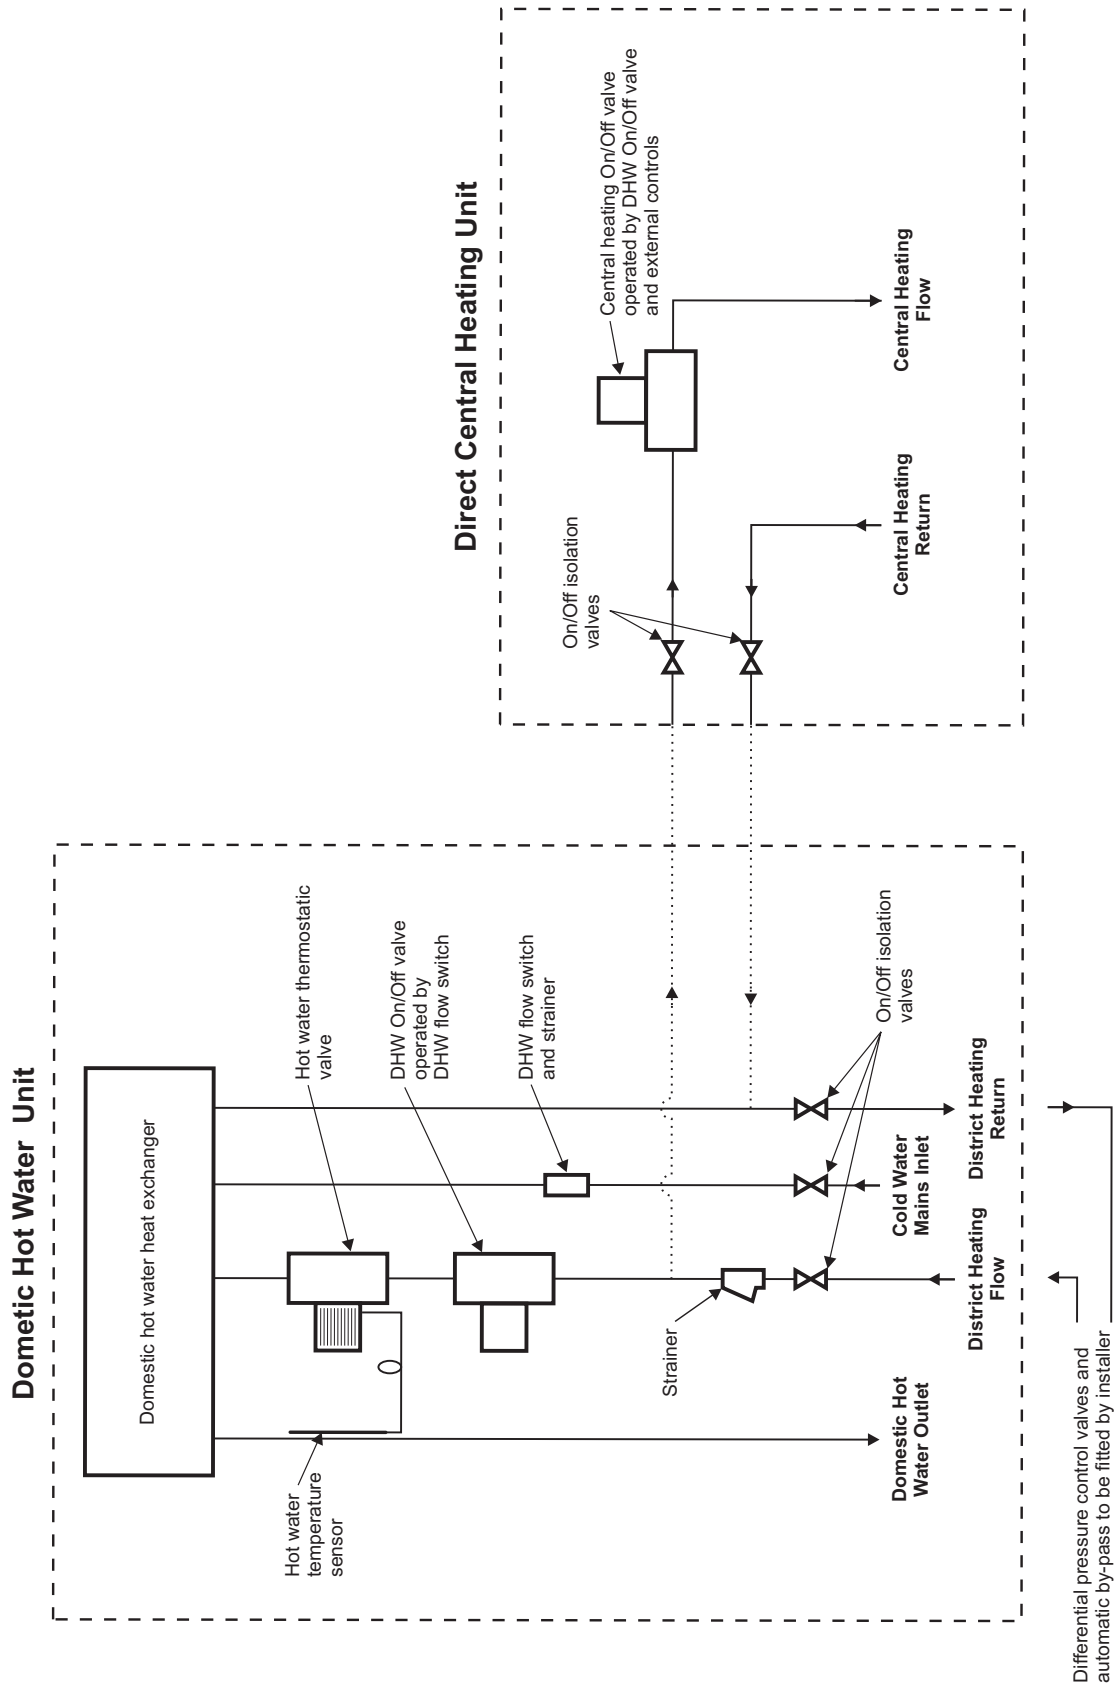 Dometic Hot Water  Unit
Domestic hot water heat exchanger
Hot water
temperature
sensor
Hot water thermostatic
valve
DHW On/Off valve
operated by
DHW flow switch
DHW flow switch
and strainer
Strainer
On/Off isolation
valves
Domestic Hot
Water Outlet
District Heating
Flow
Cold Water
Mains Inlet
District Heating
Return
Differential pressure control valves and
automatic by-pass to be fitted by installer
Direct Central Heating Unit
On/Off isolation
valves
Central heating On/Off valve
operated by DHW On/Off valve
and external controls
Central Heating
Return
Central Heating
Flow